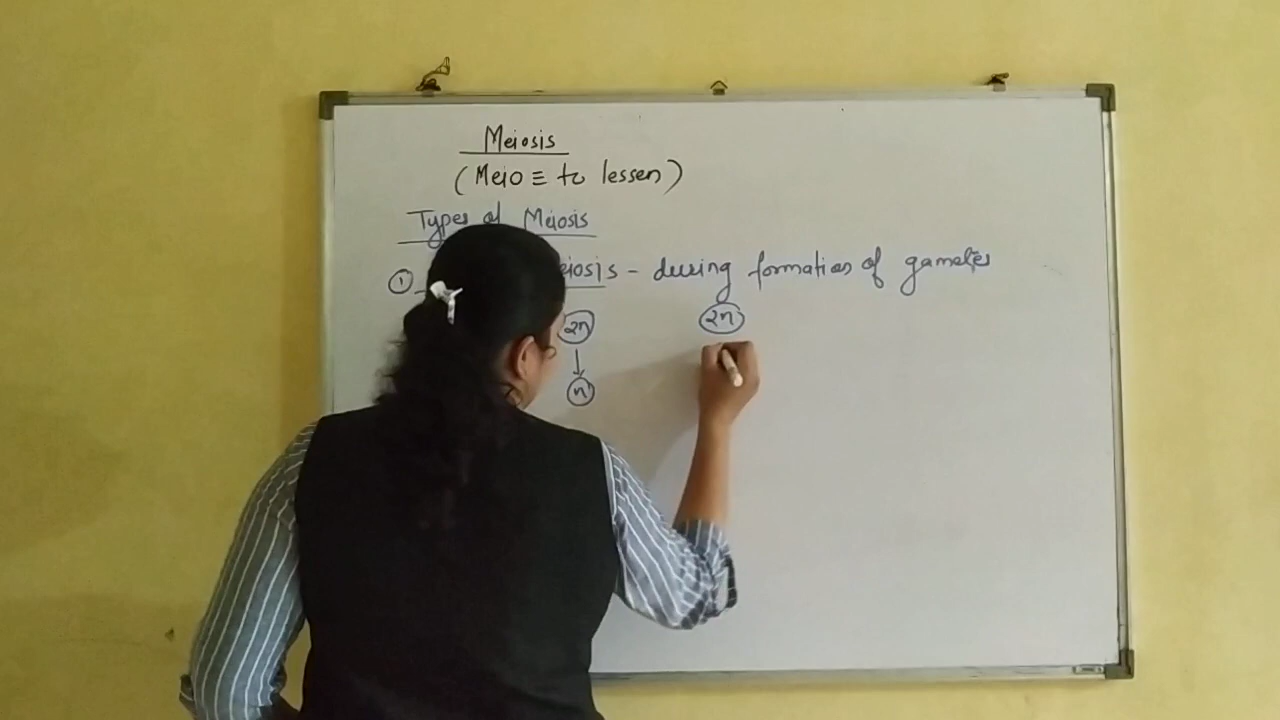 Meiosis
(Meio ≡ to lessen)
Types of Meiosis
① eiosis - during formation of gametes
2n 2n
↓
n